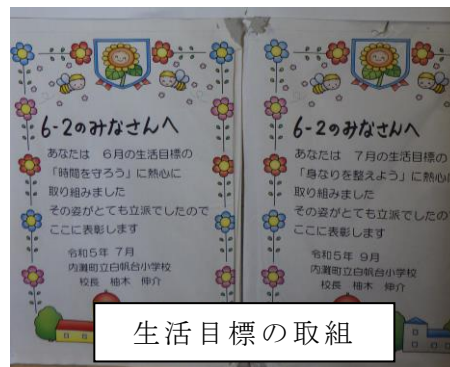 6-2のみなさんへ
あなたは 6月の生活目標の
「時間を守ろう」に熱心に
取り組みました
その姿がとても立派でしたので
ここに表彰します
令和5年 7月
内灘町立白帆台小学校
校長 柚木 伸介
6-2のみなさんへ
あなたは 7月の生活目標の
「身なりを整えよう」に熱心
取り組みました
その姿がとても立派でしたの
ここに表彰します
令和5年 9月
内灘町立白帆台小学校
校長 柚木 伸介
生活目標の取組